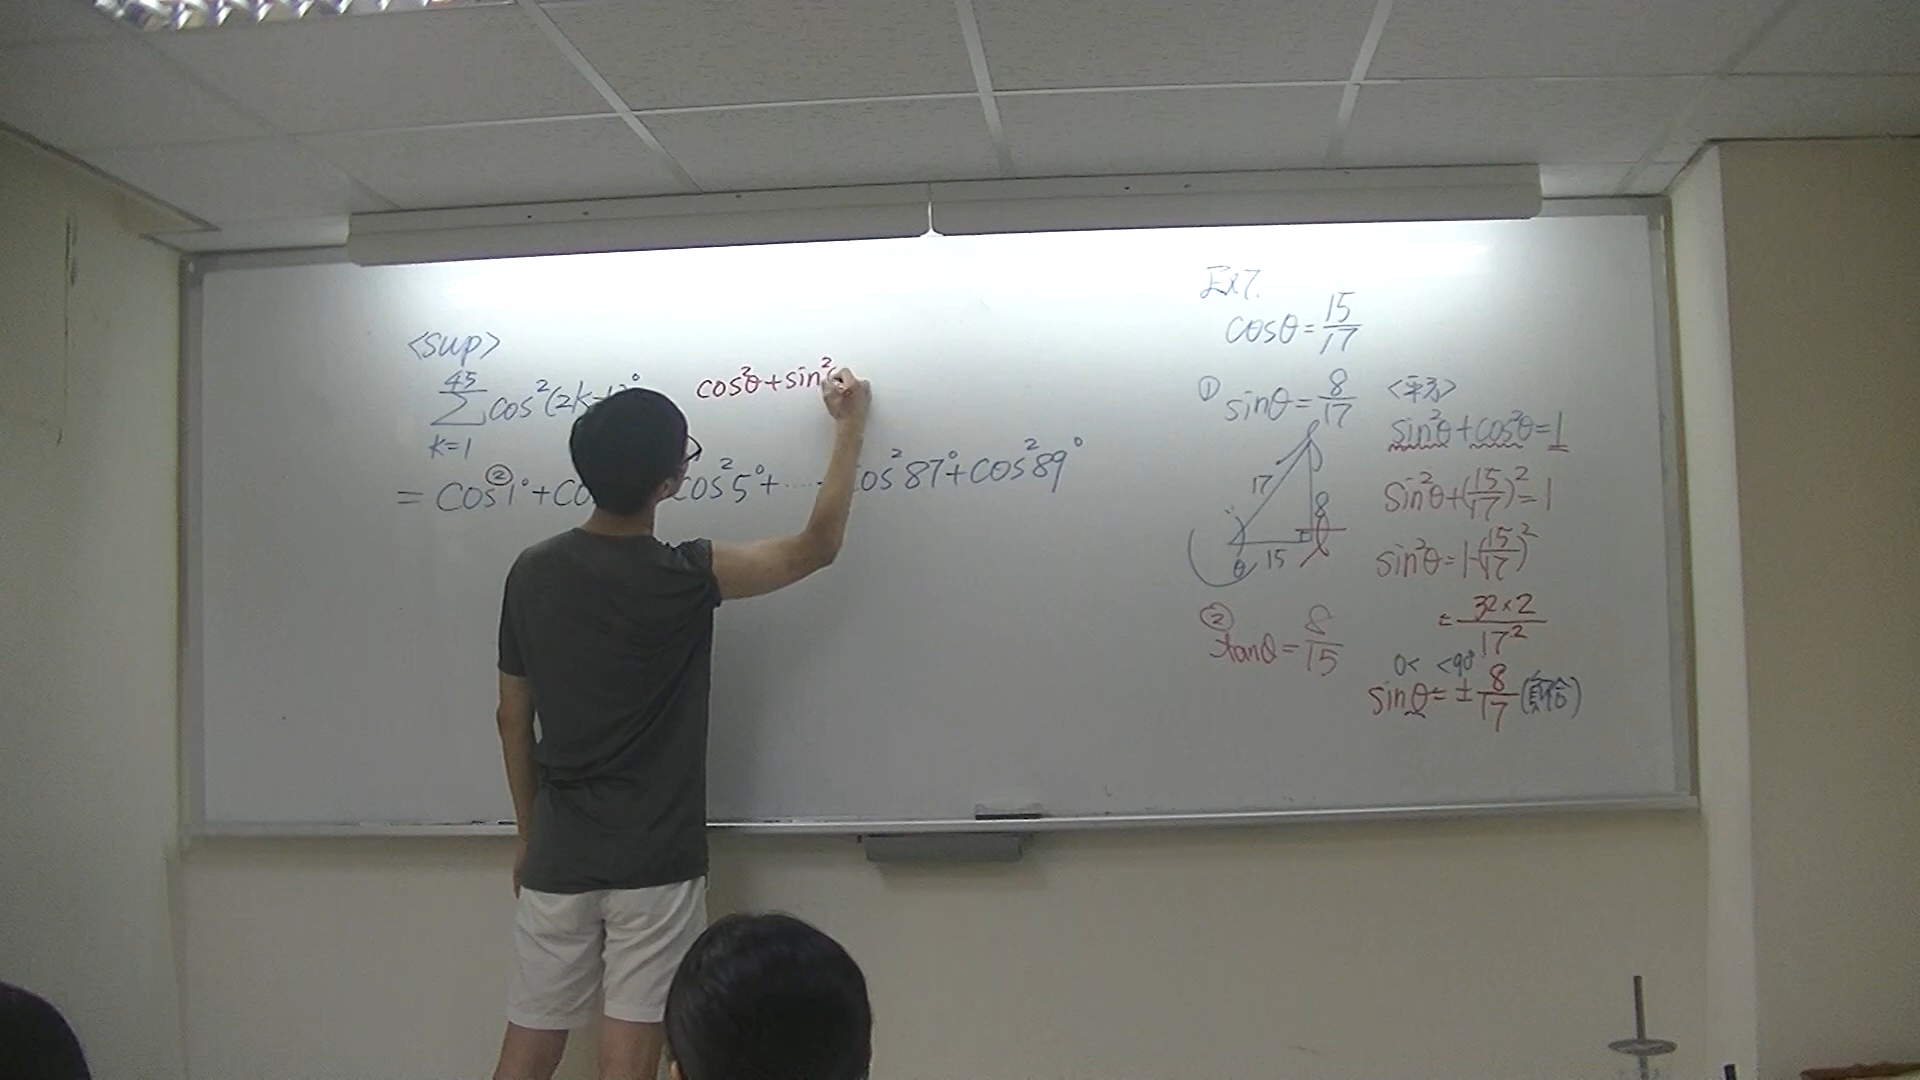 <sup>
45
∑ cos²(2k-1)°
k=1
cos²θ+sin²
= cos²1°+co cos²5°+‥‥ cos²87°+cos²89°
Ex7.
cosθ=15/17
① sinθ=8/17
17
8
15
θ
② tanθ=8/15
<平方>
sin²θ+cos²θ=1
sin²θ+(15/17)²=1
sin²θ=1-(15/17)²
=32×2/17²
0< <90°
sinθ=±8/17 (負不合)